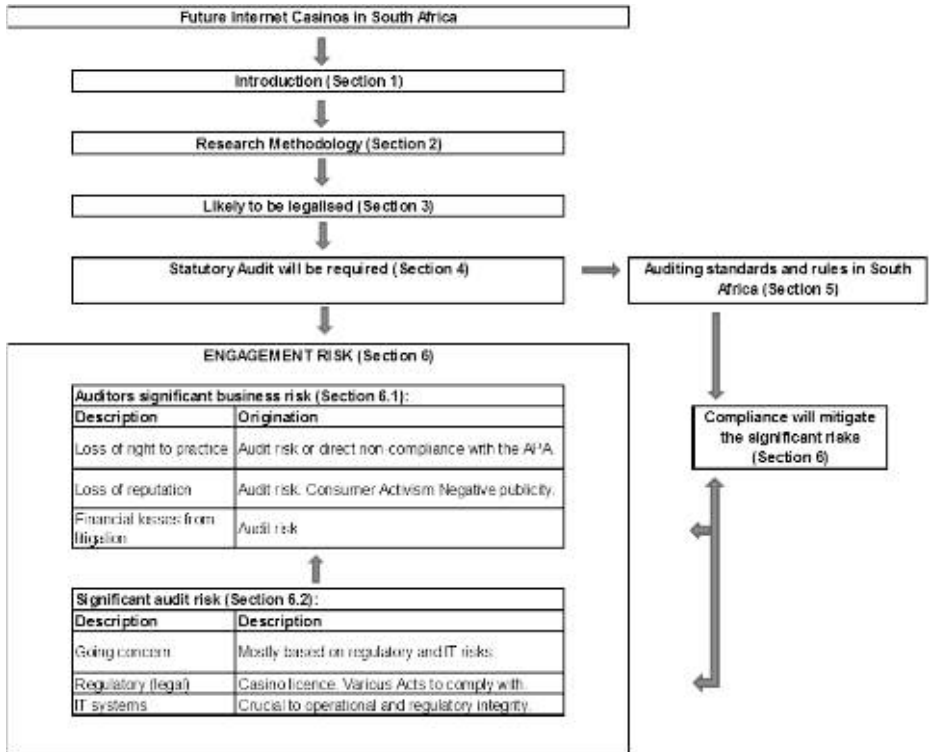 Future Internet Casinos in South Africa
Introduction (Section 1)
Research Methodology (Section 2)
Likely to be legalised (Section 3)
Statutory Audit will be required (Section 4)
Auditing standards and rules in South
Africa (Section 5)
ENGAGEMENT RISK (Section 6)
Auditors significant business risk (Section 6.1):
Description Origination
Loss of right to practice Audit risk or direct non-compliance with the APA.
Loss of reputation Audit risk. Consumer Activism Negative publicity.
Financial losses from
litigation Audit risk
Compliance will mitigate
the significant risks
(Section 6)
Significant audit risk (Section 6.2):
Description Description
Going concern Mostly based on regulatory and IT risks.
Regulatory (legal) Casino licence. Various Acts to comply with.
IT systems Crucial to operational and regulatory integrity.